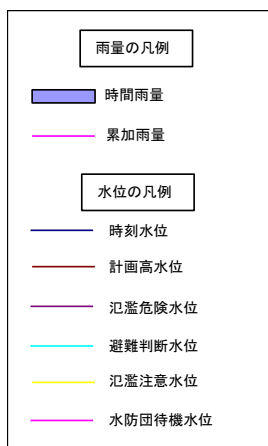 雨量の凡例
時間雨量
累加雨量
水位の凡例
時刻水位
計画高水位
氾濫危険水位
避難判断水位
氾濫注意水位
水防団待機水位